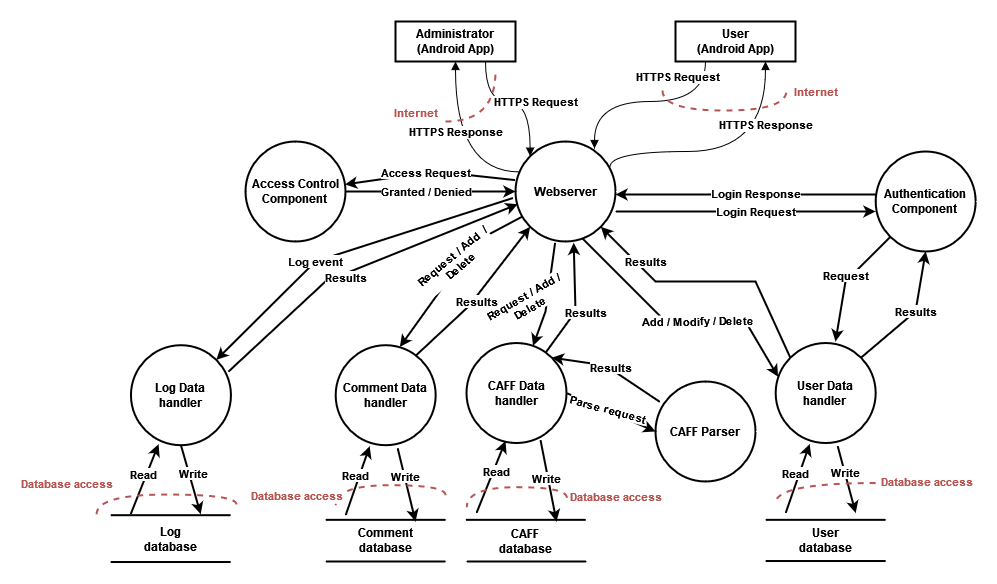 Administrator
(Android App)
User
(Android App)
HTTPS Request
Internet
HTTPS Request
Internet
HTTPS Response
HTTPS Response
Access Request
Access Control
Component
Granted / Denied
Webserver
Login Response
Login Request
Authentication
Component
Log event
Results
Request / Add /
Delete
Results
Request / Add /
Delete
Results
Results
Add / Modify / Delete
Request
Results
Log Data
handler
Comment Data
handler
CAFF Data
handler
Results
Parse request
CAFF Parser
User Data
handler
Database access
Read
Write
Database access
Read
Write
Read
Write
Database access
Read
Write
Database access
Log
database
Comment
database
CAFF
database
User
database